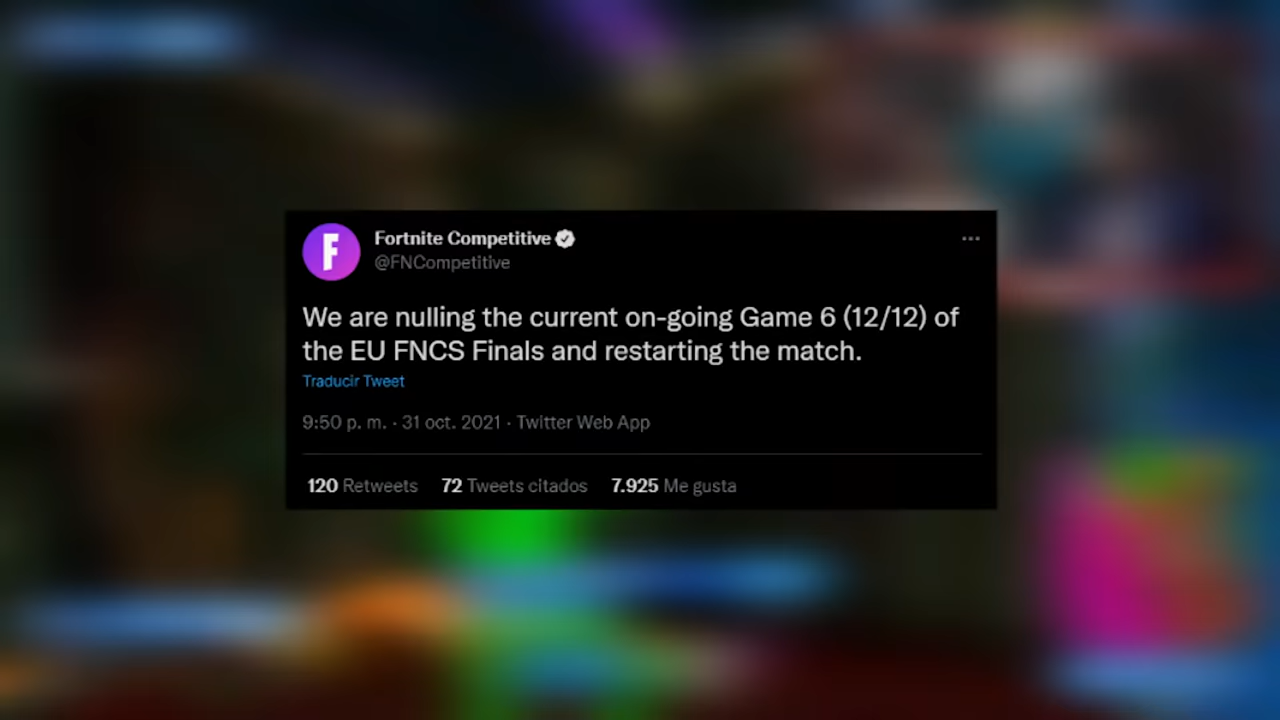 Fortnite Competitive
@FNCompetitive
We are nulling the current on-going Game 6 (12/12) of
the EU FNCS Finals and restarting the match.
Traducir Tweet
9:50 p. m. · 31 oct. 2021 · Twitter Web App
120 Retweets 72 Tweets citados 7.925 Me gusta